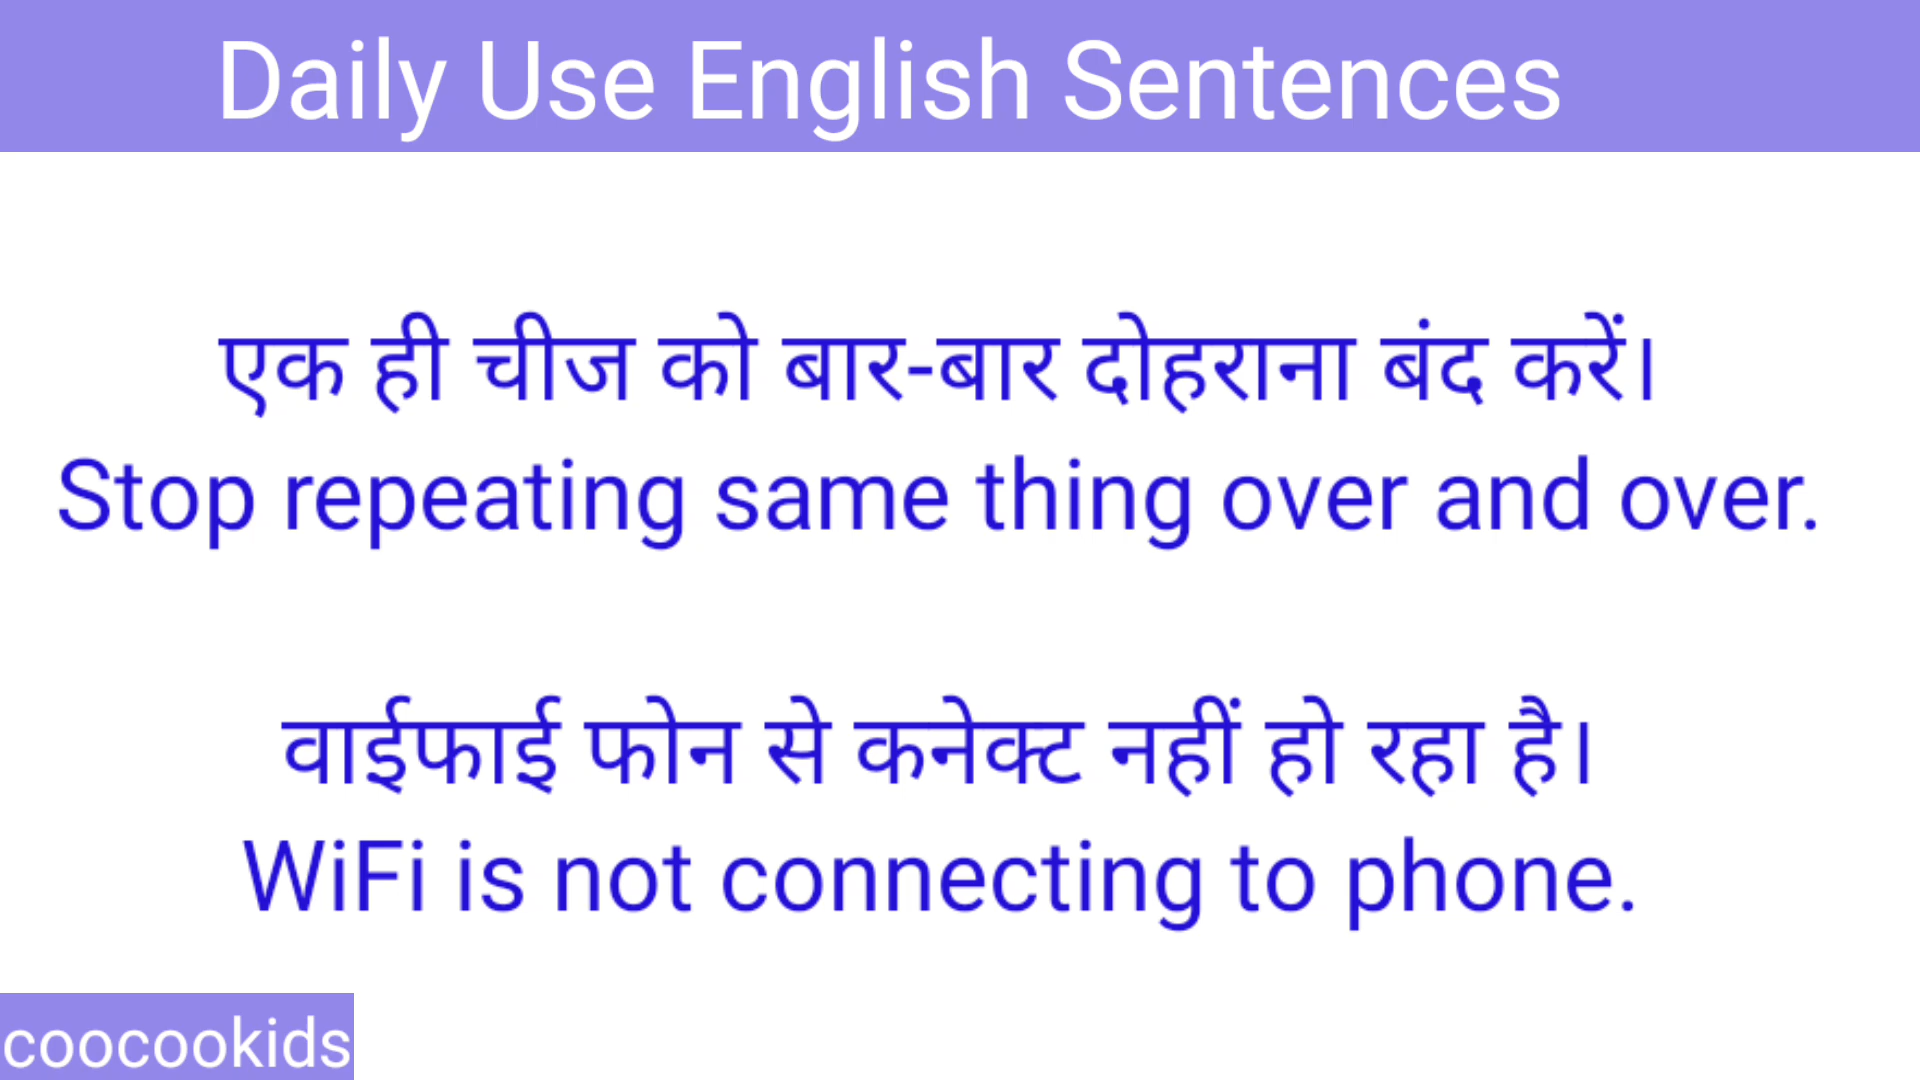 Daily Use English Sentences
एक ही चीज को बार-बार दोहराना बंद करें।
Stop repeating same thing over and over.
वाईफाई फोन से कनेक्ट नहीं हो रहा है।
WiFi is not connecting to phone.
coocookids